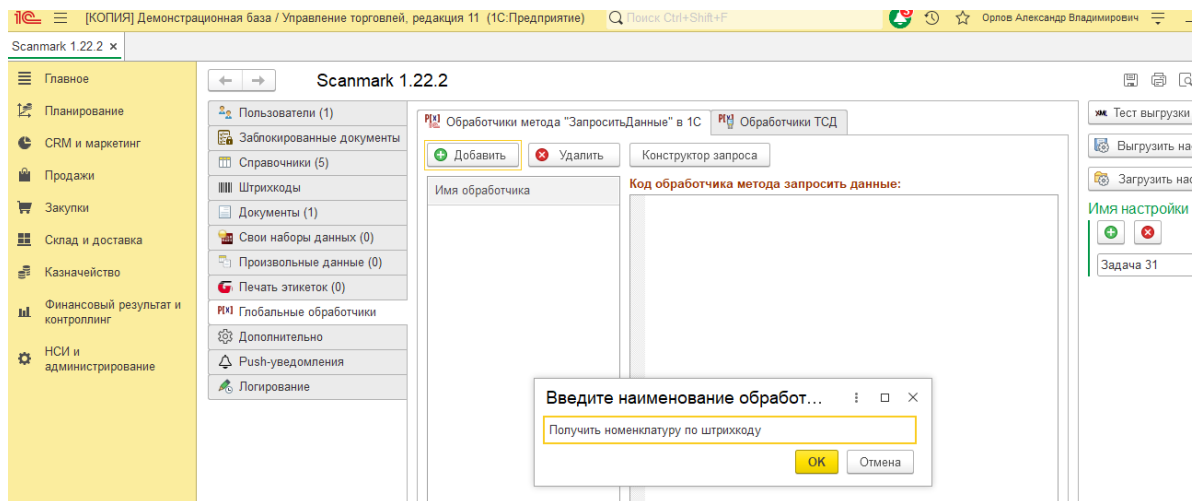 [КОПИЯ] Демонстрационная база / Управление торговлей, редакция 11 (1С:Предприятие)
Поиск Ctrl+Shift+F
Орлов Александр Владимирович
Scanmark 1.22.2 ×
Главное
Планирование
CRM и маркетинг
Продажи
Закупки
Склад и доставка
Казначейство
Финансовый результат и
контроллинг
НСИ и
администрирование
Scanmark 1.22.2
Пользователи (1)
Заблокированные документы
Справочники (5)
Штрихкоды
Документы (1)
Свои наборы данных (0)
Произвольные данные (0)
Печать этикеток (0)
Глобальные обработчики
Дополнительно
Push-уведомления
Логирование
Обработчики метода "ЗапроситьДанные" в 1С
Обработчики ТСД
Добавить
Удалить
Конструктор запроса
Имя обработчика
Код обработчика метода запросить данные:
Введите наименование обработ...
Получить номенклатуру по штрихкоду
ОК
Отмена
Тест выгрузки
Выгрузить нас
Загрузить нас
Имя настройки
Задача 31